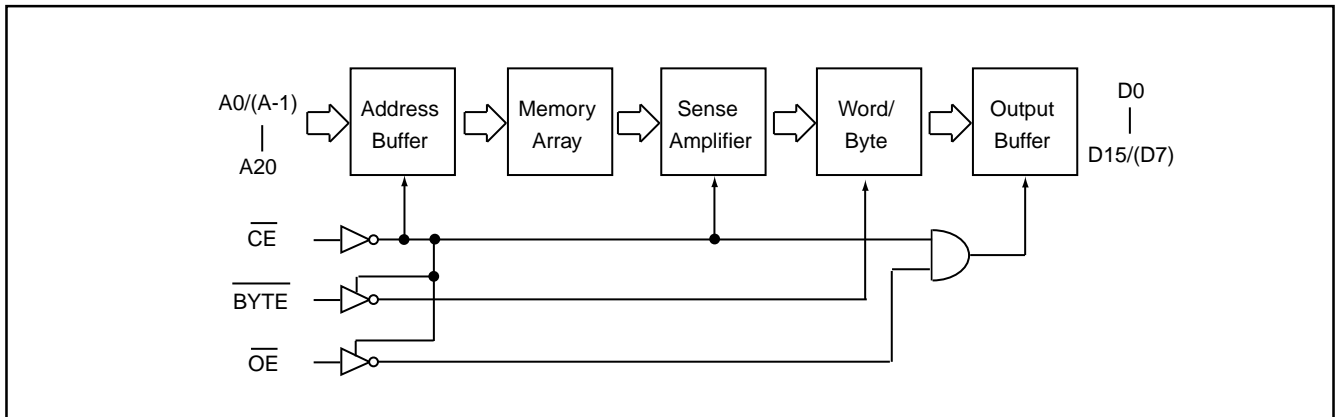 A0/(A-1)
A20
Address
Buffer
Memory
Array
Sense
Amplifier
Word/
Byte
Output
Buffer
D0
D15/(D7)
CE
BYTE
OE